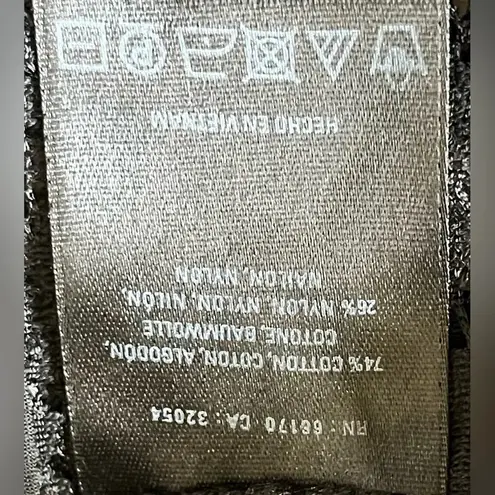 RN: 66170 CA: 32054
74% COTTON, COTON, ALGODÓN,
COTONE, BAUMWOLLE
26% NYLON, NYLON, NILÓN,
NAILON, NYLON
HECHO EN VIETNAM